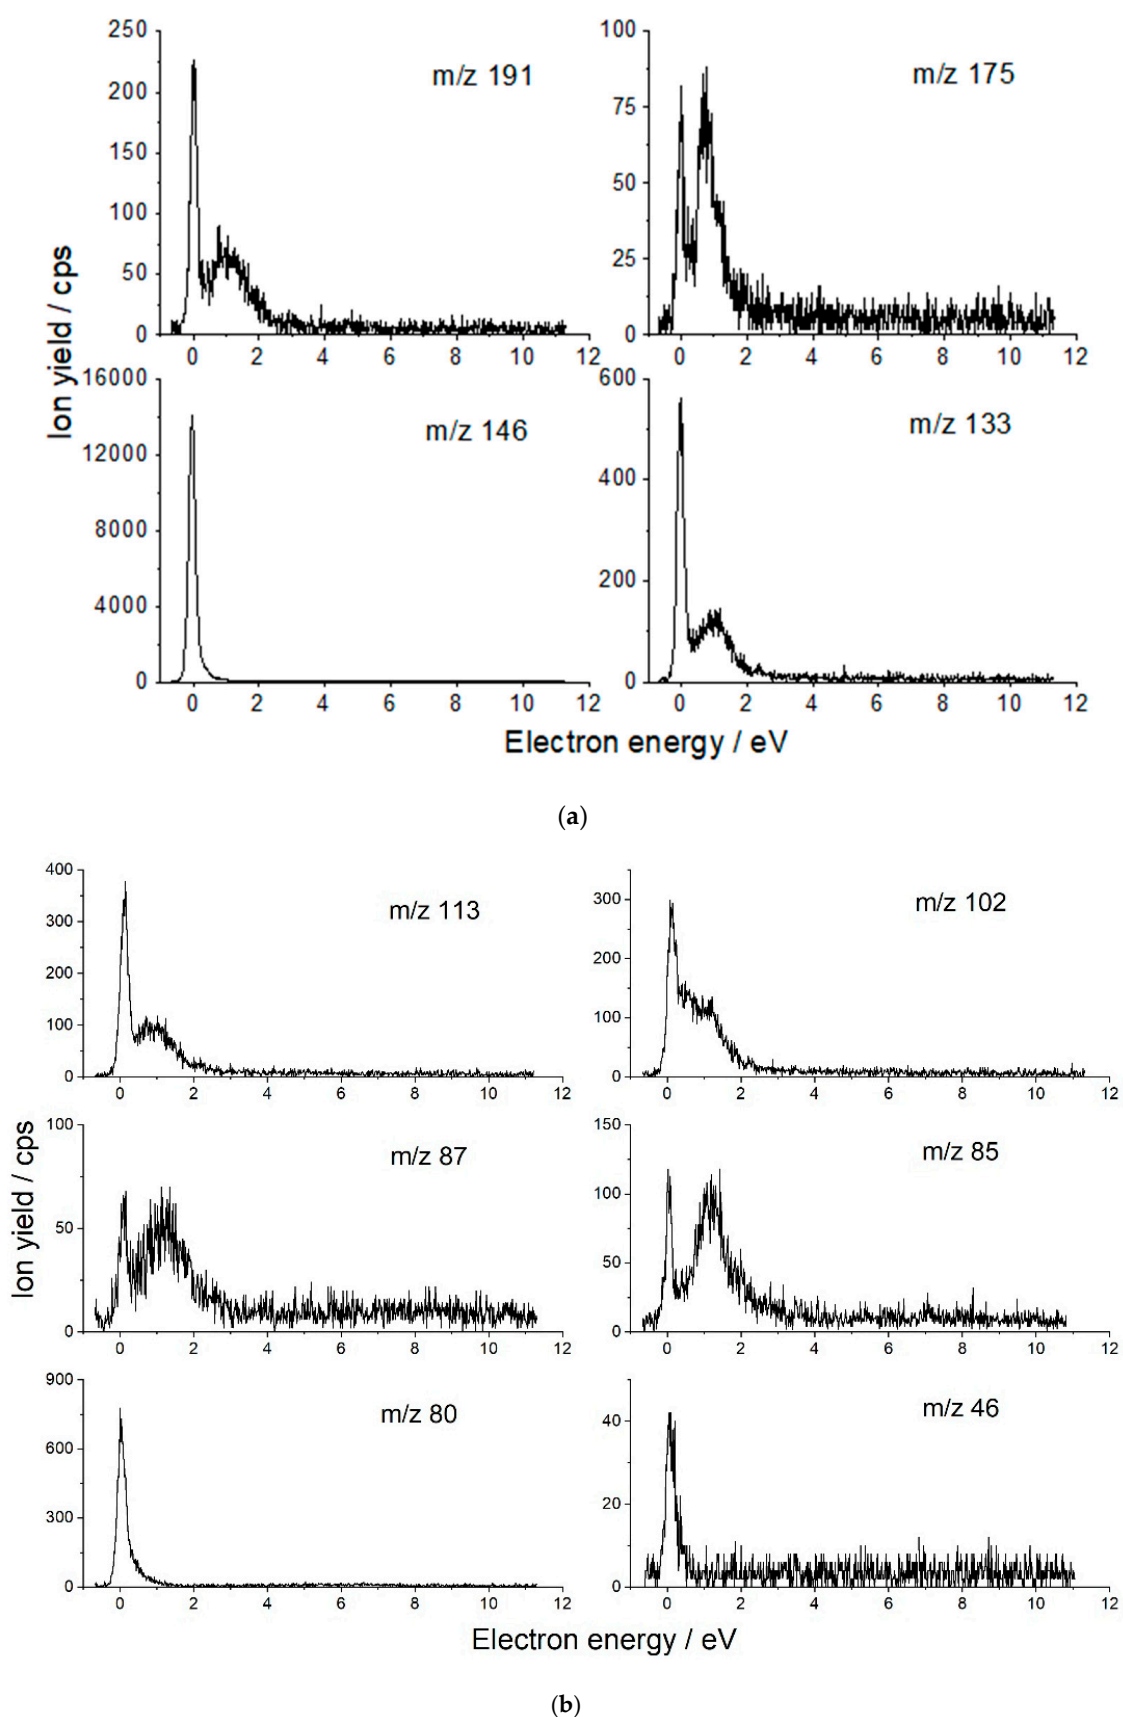 250
200
150
100
50
0
m/z 191
0 2 4 6 8 10 12
100
75
50
25
0
m/z 175
0 2 4 6 8 10 12
Ion yield / cps
16000
12000
8000
4000
0
m/z 146
0 2 4 6 8 10 12
600
400
200
0
m/z 133
0 2 4 6 8 10 12
Electron energy / eV
(a)
400
300
200
100
0
m/z 113
0 2 4 6 8 10 12
300
200
100
0
m/z 102
0 2 4 6 8 10 12
Ion yield / cps
100
50
0
m/z 87
0 2 4 6 8 10 12
150
100
50
0
m/z 85
0 2 4 6 8 10 12
900
600
300
0
m/z 80
0 2 4 6 8 10 12
40
20
0
m/z 46
0 2 4 6 8 10 12
Electron energy / eV
(b)